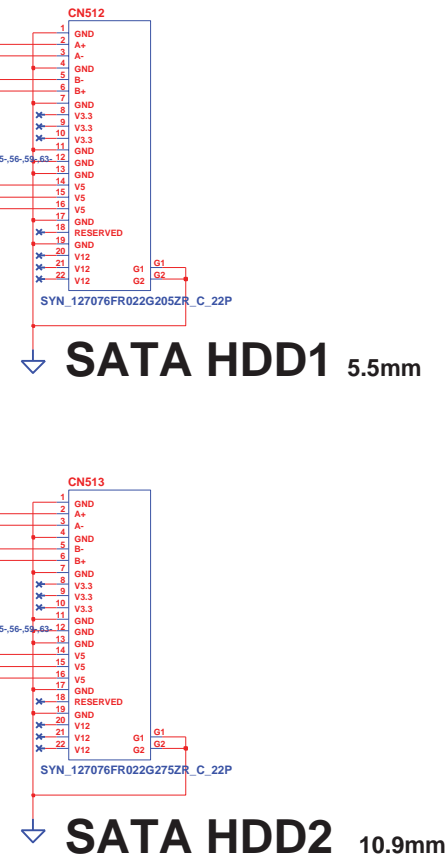 CN512
1 GND
2 A+
3 A-
4 GND
5 B-
6 B+
7 GND
8 V3.3
9 V3.3
10 V3.3
11 GND
5-,56-,59-,63- 12 GND
13 GND
14 V5
15 V5
16 V5
17 GND
18 RESERVED
19 GND
20 V12
21 V12 G1 G1
22 V12 G2 G2
SYN_127076FR022G205ZR_C_22P
SATA HDD1 5.5mm
CN513
1 GND
2 A+
3 A-
4 GND
5 B-
6 B+
7 GND
8 V3.3
9 V3.3
10 V3.3
11 GND
5-,56-,59-,63- 12 GND
13 GND
14 V5
15 V5
16 V5
17 GND
18 RESERVED
19 GND
20 V12
21 V12 G1 G1
22 V12 G2 G2
SYN_127076FR022G275ZR_C_22P
SATA HDD2 10.9mm